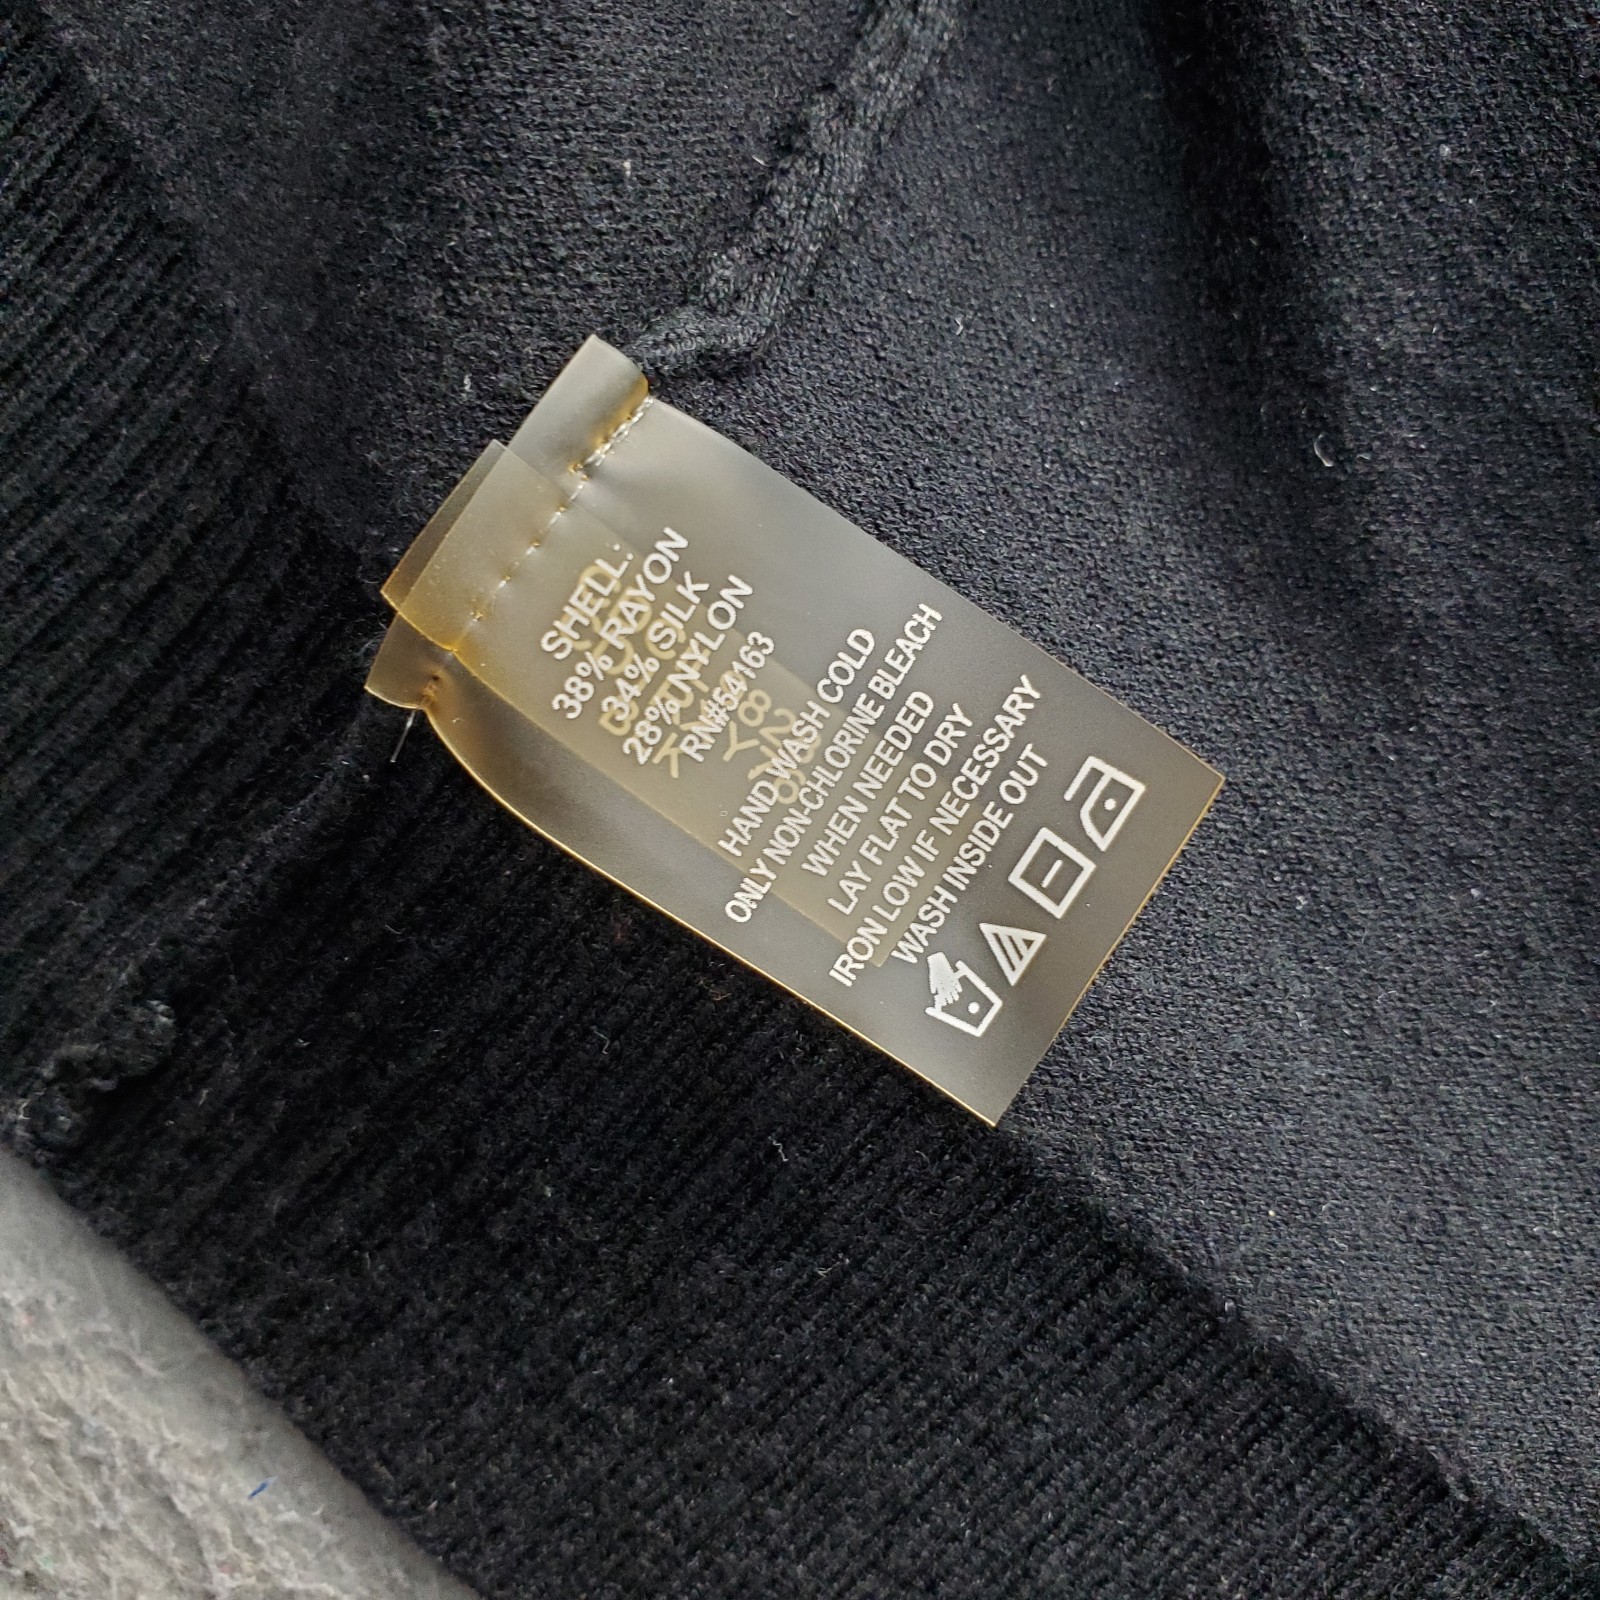 SHELL:
38% RAYON
34% SILK
28% NYLON
RN#54163
HAND WASH COLD
ONLY NON-CHLORINE BLEACH
WHEN NEEDED
LAY FLAT TO DRY
IRON LOW IF NECESSARY
WASH INSIDE OUT